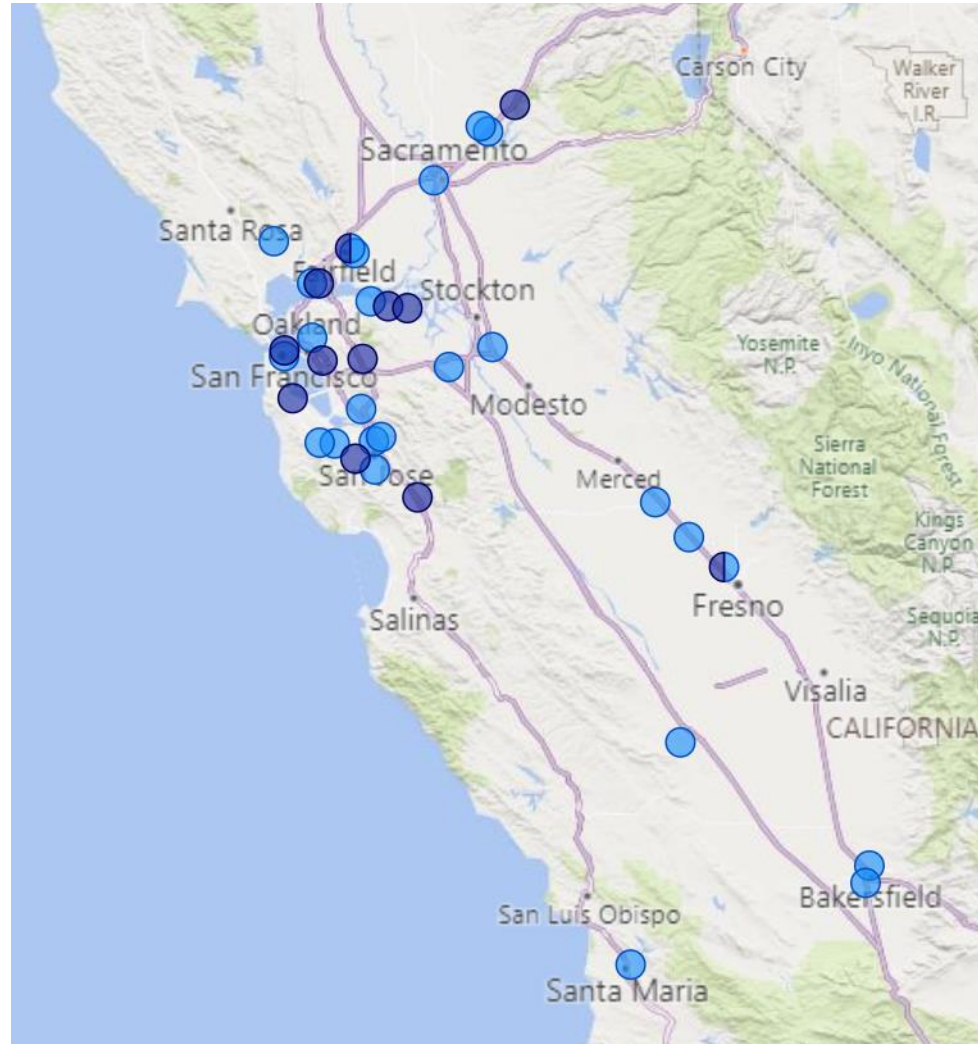 Carson City
Walker
River
I.R.
Sacramento
Santa Rosa
Fairfield
Stockton
Oakland
San Francisco
Yosemite
N.P.
Inyo National Forest
Modesto
Sierra
National
Forest
Merced
San Jose
Kings
Canyon
N.P.
Fresno
Salinas
Sequoia
N.P.
Visalia
CALIFORNIA
Bakersfield
San Luis Obispo
Santa Maria